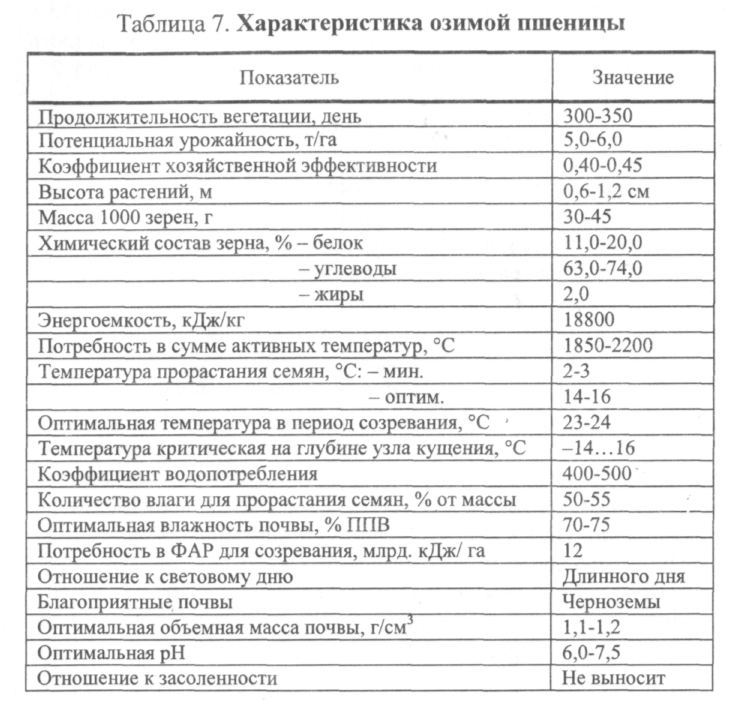 Таблица 7. Характеристика озимой пшеницы
Показатель Значение
Продолжительность вегетации, день 300-350
Потенциальная урожайность, т/га 5,0-6,0
Коэффициент хозяйственной эффективности 0,40-0,45
Высота растений, м 0,6-1,2 см
Масса 1000 зерен, г 30-45
Химический состав зерна, % – белок 11,0-20,0
– углеводы 63,0-74,0
– жиры 2,0
Энергоемкость, кДж/кг 18800
Потребность в сумме активных температур, °С 1850-2200
Температура прорастания семян, °С: – мин. 2-3
– оптим. 14-16
Оптимальная температура в период созревания, °С 23-24
Температура критическая на глубине узла кущения, °С –14…16
Коэффициент водопотребления 400-500
Количество влаги для прорастания семян, % от массы 50-55
Оптимальная влажность почвы, % ППВ 70-75
Потребность в ФАР для созревания, млрд. кДж/ га 12
Отношение к световому дню Длинного дня
Благоприятные почвы Черноземы
Оптимальная объемная масса почвы, г/см³ 1,1-1,2
Оптимальная рН 6,0-7,5
Отношение к засоленности Не выносит